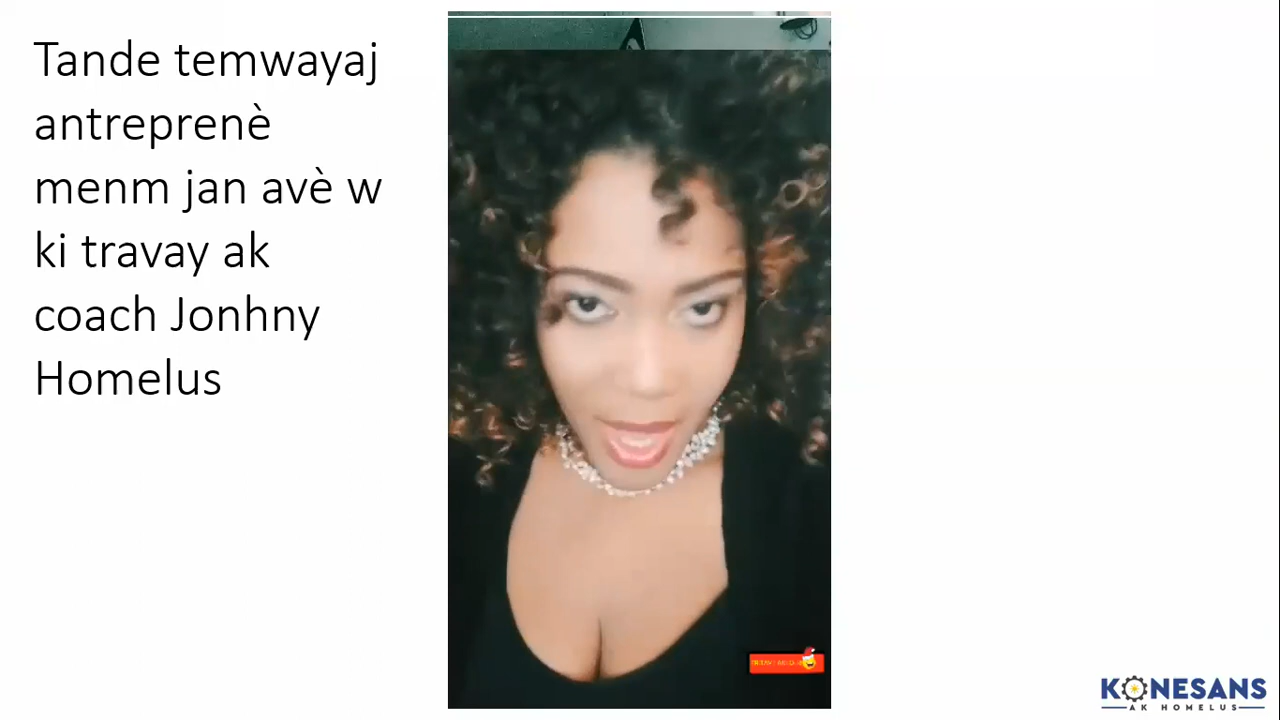 Tande temwayaj
antreprenè
menm jan avè w
ki travay ak
coach Jonhny
Homelus
KONESANS
AK HOMELUS